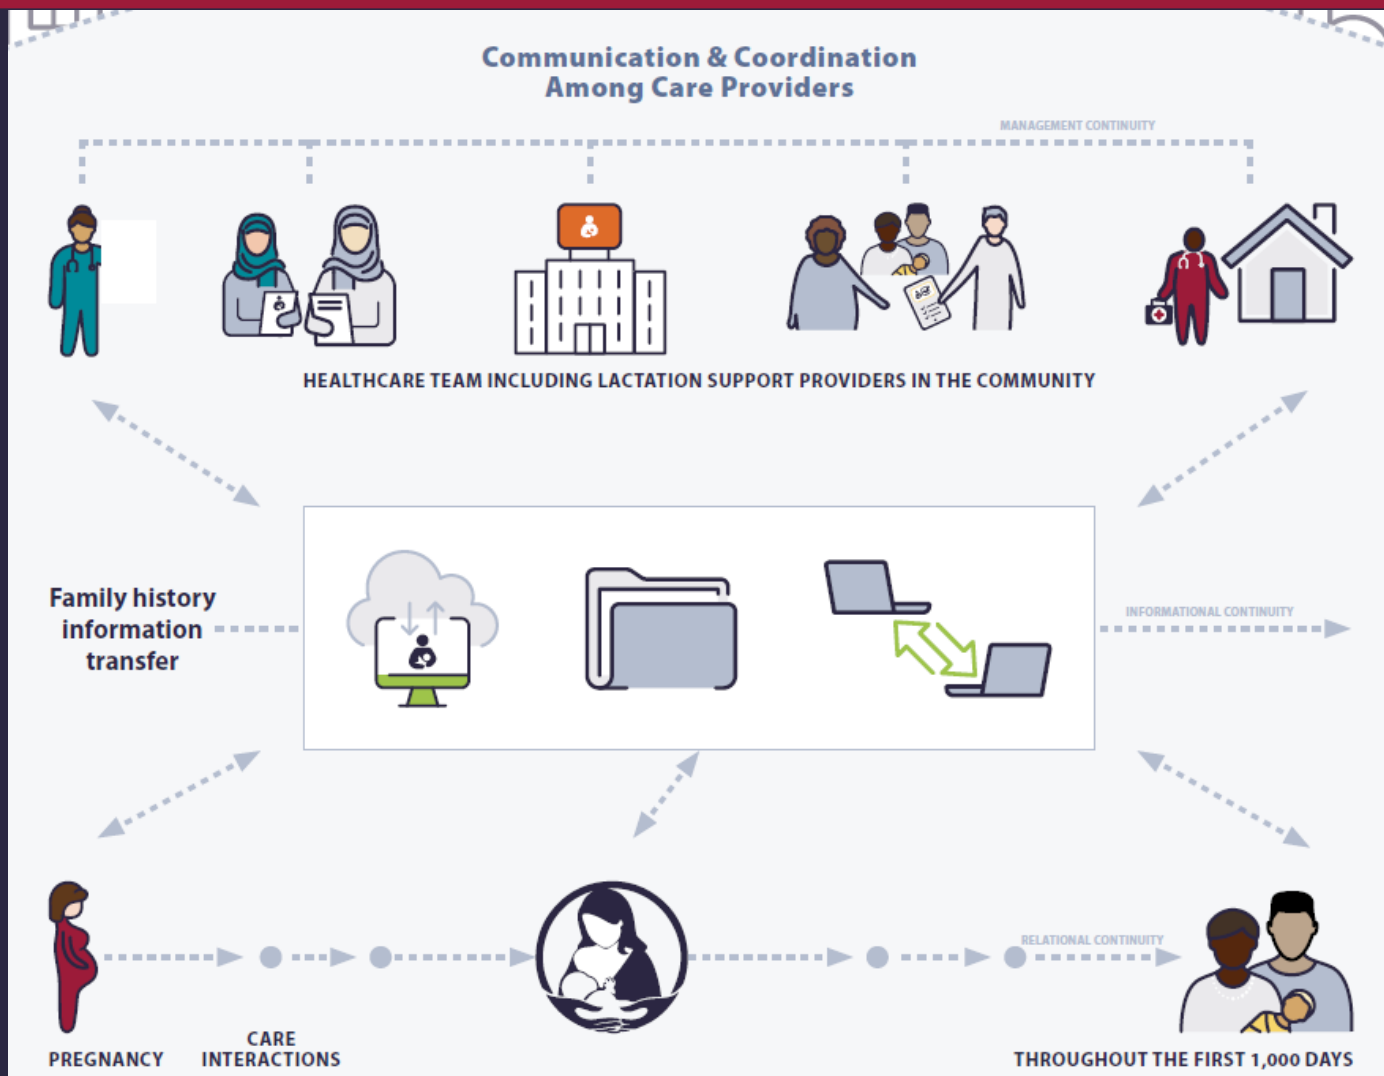 Communication & Coordination
Among Care Providers
MANAGEMENT CONTINUITY
HEALTHCARE TEAM INCLUDING LACTATION SUPPORT PROVIDERS IN THE COMMUNITY
Family history
information
transfer
INFORMATIONAL CONTINUITY
RELATIONAL CONTINUITY
PREGNANCY
CARE
INTERACTIONS
THROUGHOUT THE FIRST 1,000 DAYS